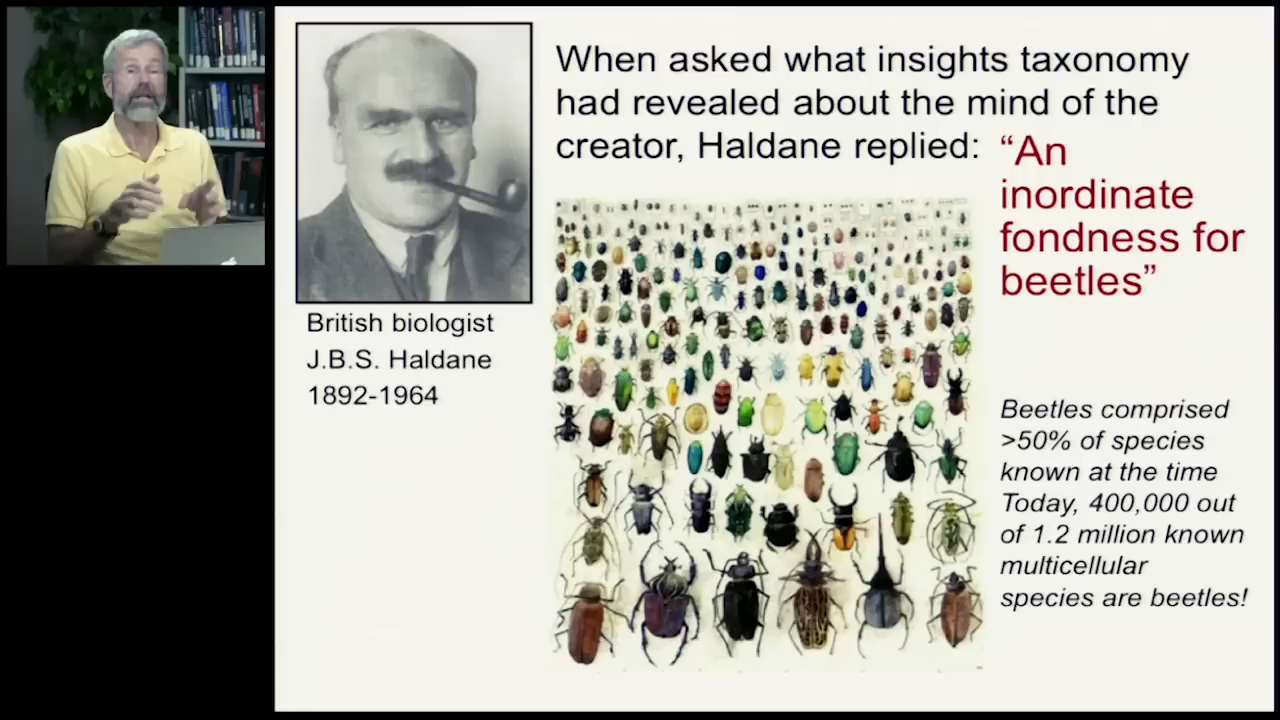 When asked what insights taxonomy
had revealed about the mind of the
creator, Haldane replied:
“An
inordinate
fondness for
beetles”
British biologist
J.B.S. Haldane
1892-1964
Beetles comprised
>50% of species
known at the time
Today, 400,000 out
of 1.2 million known
multicellular
species are beetles!